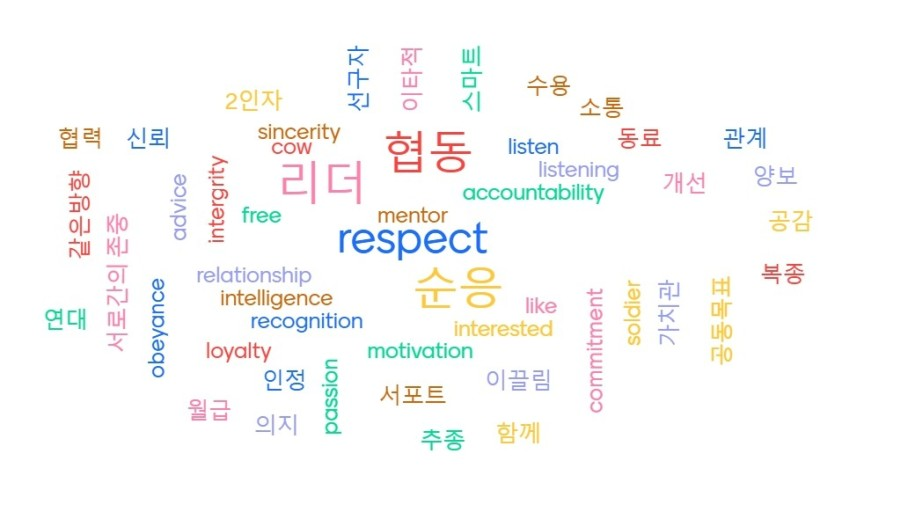 선구자
이타적
스마트
2인자
수용
소통
협력
신뢰
sincerity
cow
협동
listen
동료
관계
listening
리더
accountability
개선
양보
같은방향
advice
intergrity
free
mentor
공감
서로간의 존중
respect
relationship
순응
복종
obeyance
intelligence
like
commitment
soldier
가치관
공동목표
연대
recognition
interested
loyalty
motivation
인정
passion
서포트
이끌림
월급
의지
추종
함께